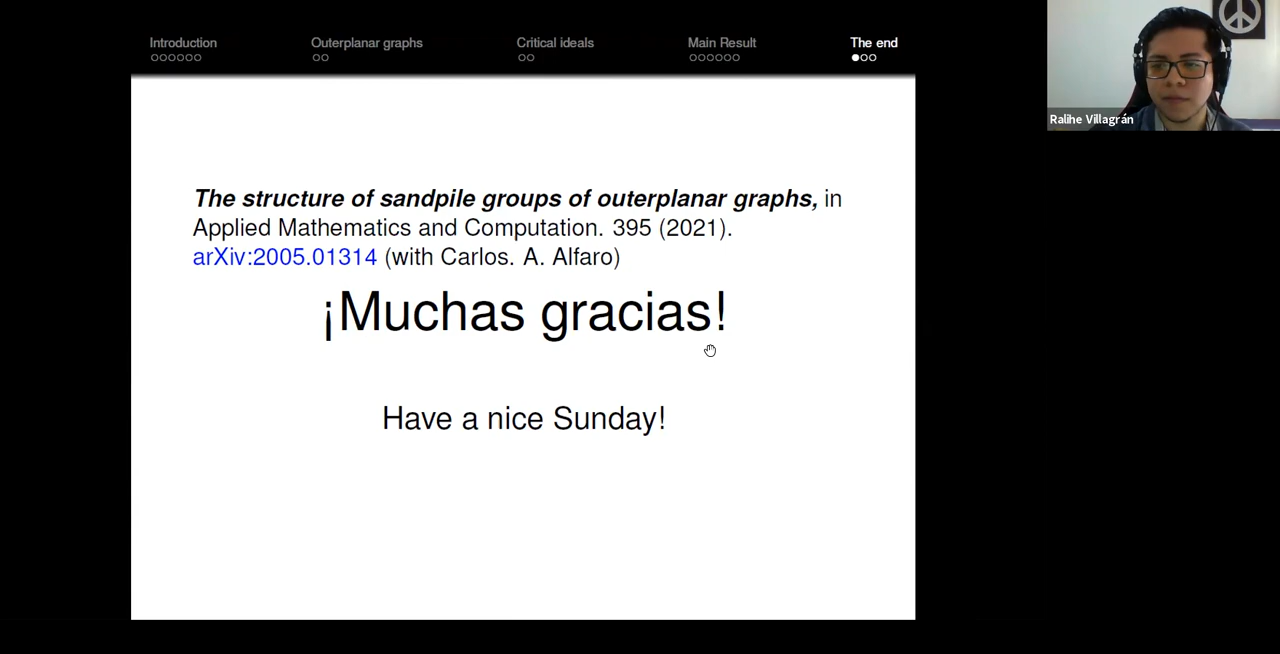 Introduction
Outerplanar graphs
Critical ideals
Main Result
The end
Ralihe Villagrán
The structure of sandpile groups of outerplanar graphs, in
Applied Mathematics and Computation. 395 (2021).
arXiv:2005.01314 (with Carlos. A. Alfaro)
¡Muchas gracias!
Have a nice Sunday!